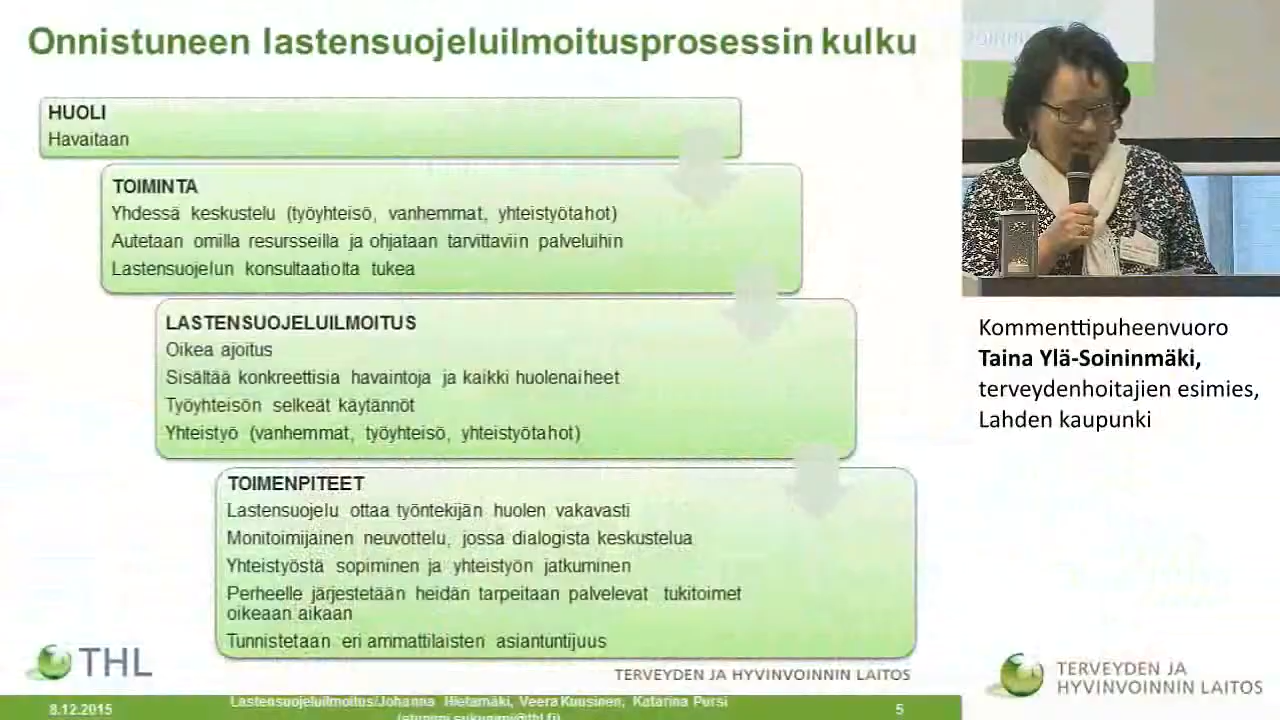 Onnistuneen lastensuojeluilmoitusprosessin kulku
HUOLI
Havaitaan
TOIMINTA
Yhdessä keskustelu (työyhteisö, vanhemmat, yhteistyötahot)
Autetaan omilla resursseilla ja ohjataan tarvittaviin palveluihin
Lastensuojelun konsultaatiolta tukea
LASTENSUOJELUILMOITUS
Oikea ajoitus
Sisältää konkreettisia havaintoja ja kaikki huolenaiheet
Työyhteisön selkeät käytännöt
Yhteistyö (vanhemmat, työyhteisö, yhteistyötahot)
TOIMENPITEET
Lastensuojelu ottaa työntekijän huolen vakavasti
Monitoimijainen neuvottelu, jossa dialogista keskustelua
Yhteistyöstä sopiminen ja yhteistyön jatkuminen
Perheelle järjestetään heidän tarpeitaan palvelevat tukitoimet
oikeaan aikaan
Tunnistetaan eri ammattilaisten asiantuntijuus
THL
TERVEYDEN JA HYVINVOINNIN LAITOS
8.12.2015
Lastensuojeluilmoitus/Johanna Hietamäki, Veera Kuusinen, Katarina Pursi
(etunimi.sukunimi@thl.fi)
5
Kommenttipuheenvuoro
Taina Ylä-Soininmäki,
terveydenhoitajien esimies,
Lahden kaupunki
TERVEYDEN JA
HYVINVOINNIN LAITOS